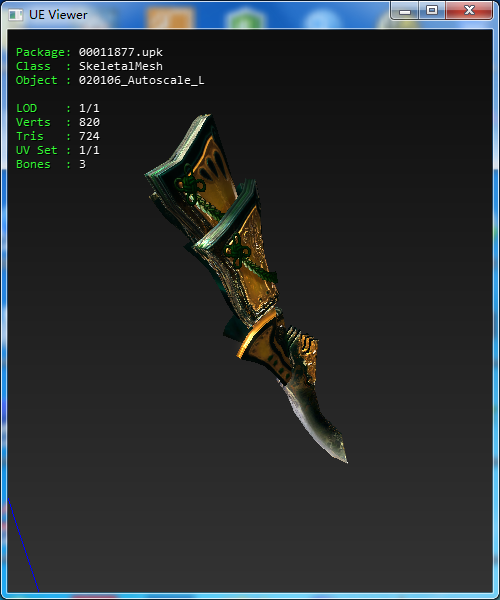 UE Viewer
Package: 00011877.upk
Class  : SkeletalMesh
Object : 020106_Autoscale_L
LOD    : 1/1
Verts  : 820
Tris   : 724
UV Set : 1/1
Bones  : 3